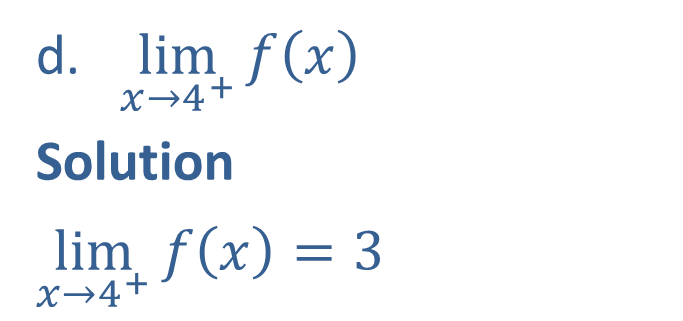 d. lim f(x)
x→4⁺
Solution
lim f(x) = 3
x→4⁺